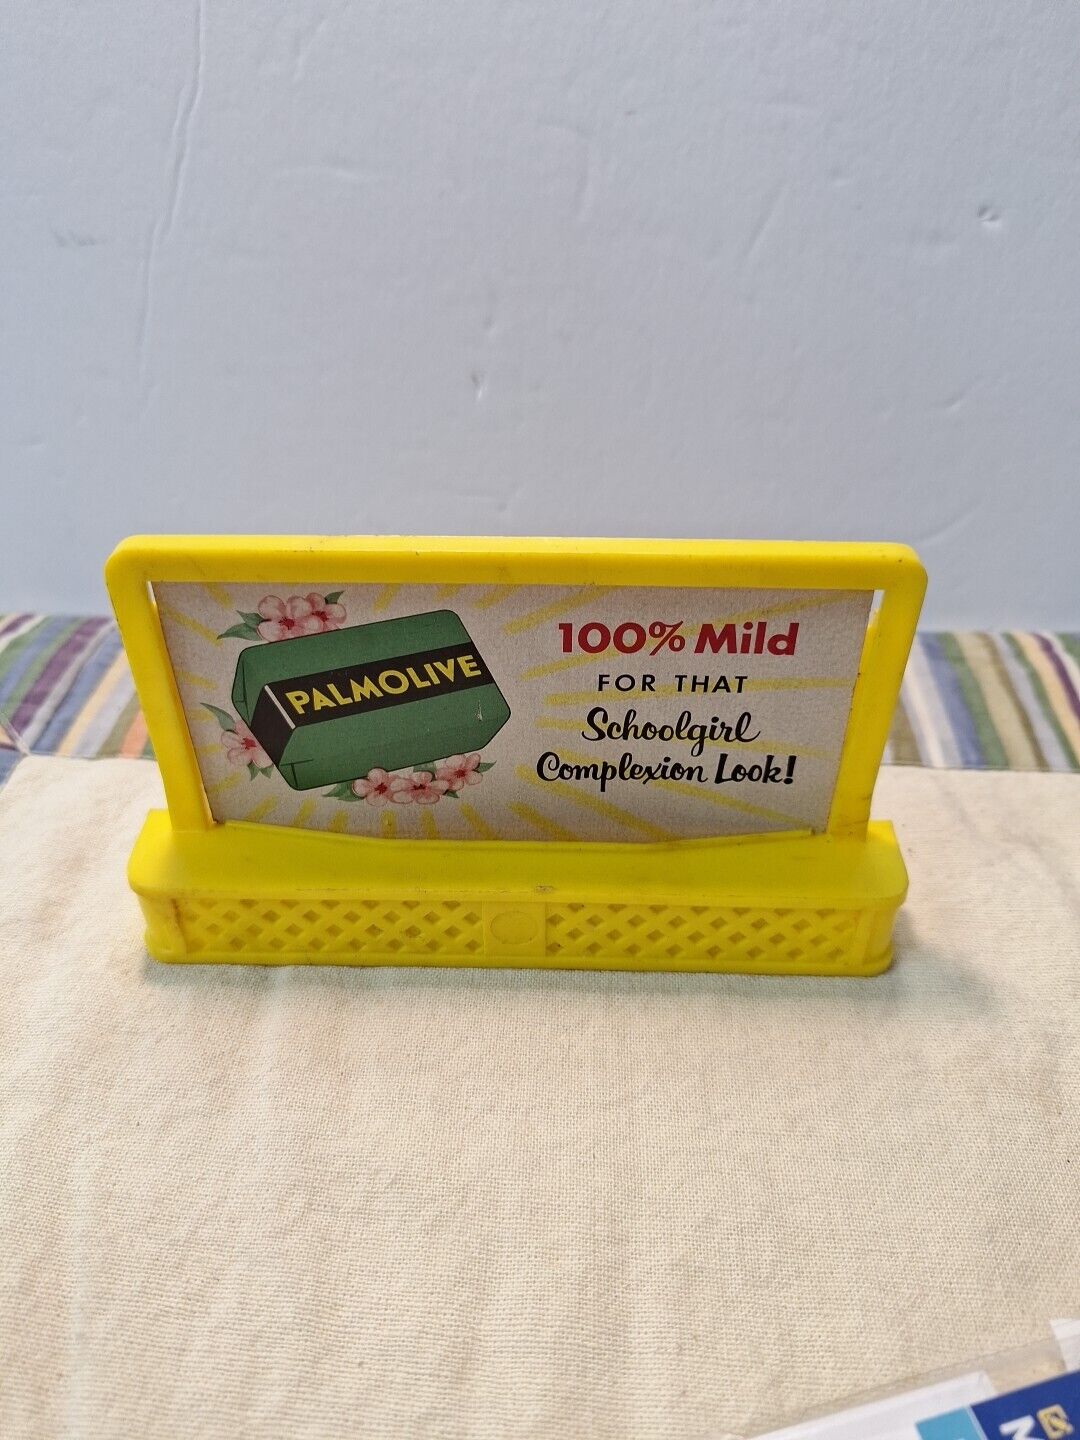 PALMOLIVE
100% Mild
FOR THAT
Schoolgirl
Complexion Look!
M